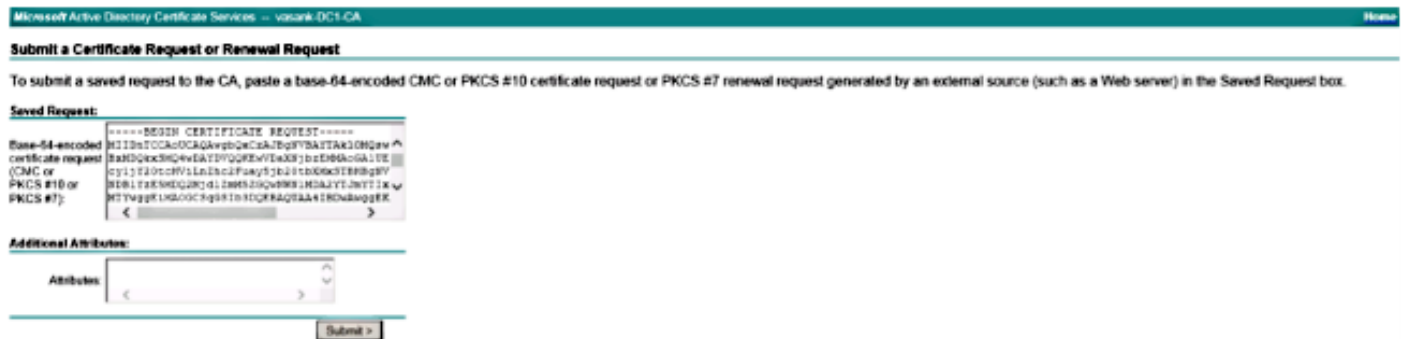 Microsoft Active Directory Certificate Services -- vasank-DC1-CA
Home
Submit a Certificate Request or Renewal Request
To submit a saved request to the CA, paste a base-64-encoded CMC or PKCS #10 certificate request or PKCS #7 renewal request generated by an external source (such as a Web server) in the Saved Request box.
Saved Request:
Base-64-encoded
certificate request
(CMC or
PKCS #10 or
PKCS #7):
-----BEGIN CERTIFICATE REQUEST-----
Additional Attributes:
Attributes:
Submit >